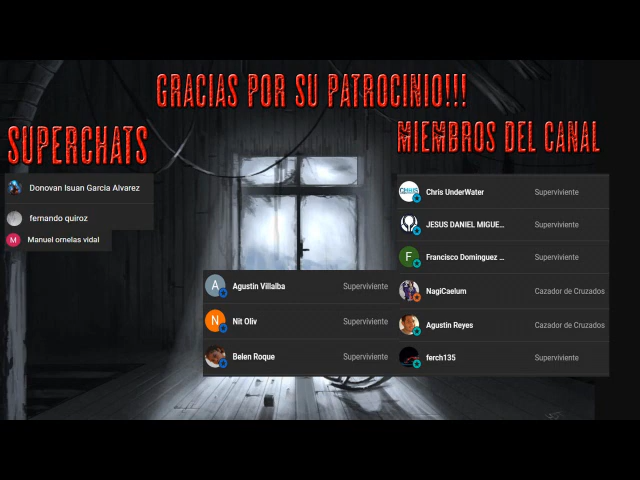 GRACIAS POR SU PATROCINIO!!!
SUPERCHATS
Donovan Isuan Garcia Alvarez
fernando quiroz
M Manuel ornelas vidal
MIEMBROS DEL CANAL
A Agustin Villalba Superviviente
N Nit Oliv Superviviente
Belen Roque Superviviente
CHRIS Chris UnderWater Superviviente
JESUS DANIEL MIGUE... Superviviente
F Francisco Dominguez ... Superviviente
NagiCaelum Cazador de Cruzados
Agustin Reyes Cazador de Cruzados
ferch135 Superviviente